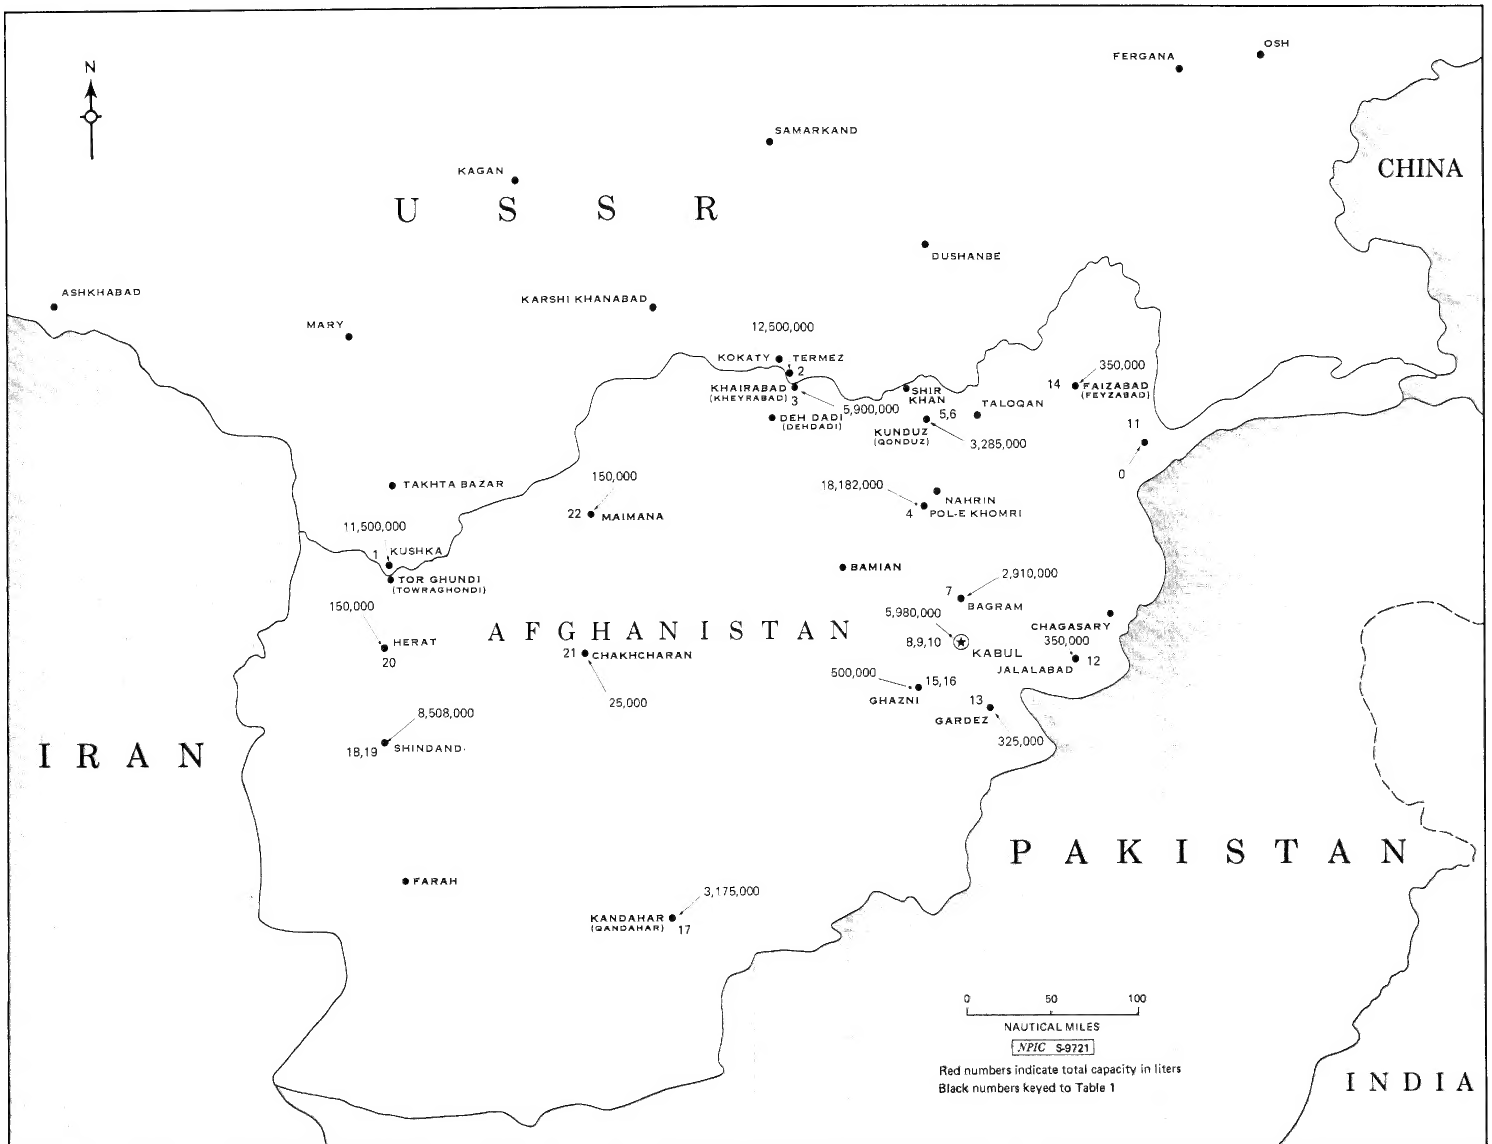 OSH
FERGANA
N
SAMARKAND
CHINA
KAGAN
U S S R
DUSHANBE
ASHKHABAD
KARSHI KHANABAD
MARY
12,500,000
KOKATY
TERMEZ
2
350,000
14
FAIZABAD
(FEYZABAD)
KHAIRABAD
(KHEYRABAD)
3
SHIR
KHAN
5,900,000
TALOQAN
5,6
DEH DADI
(DEHDADI)
KUNDUZ
(QONDUZ)
3,285,000
11
0
TAKHTA BAZAR
150,000
22
MAIMANA
18,182,000
NAHRIN
4
POL-E KHOMRI
11,500,000
1
KUSHKA
TOR GHUNDI
(TOWRAGHONDI)
BAMIAN
2,910,000
7
BAGRAM
150,000
5,980,000
CHAGASARY
AFGHANISTAN
HERAT
20
8,9,10
KABUL
350,000
12
JALALABAD
21
CHAKHCHARAN
500,000
15,16
GHAZNI
25,000
13
GARDEZ
325,000
8,508,000
18,19
SHINDAND
IRAN
PAKISTAN
FARAH
3,175,000
KANDAHAR
(QANDAHAR)
17
0 50 100
NAUTICAL MILES
NPIC S-9721
Red numbers indicate total capacity in liters
Black numbers keyed to Table 1
INDIA